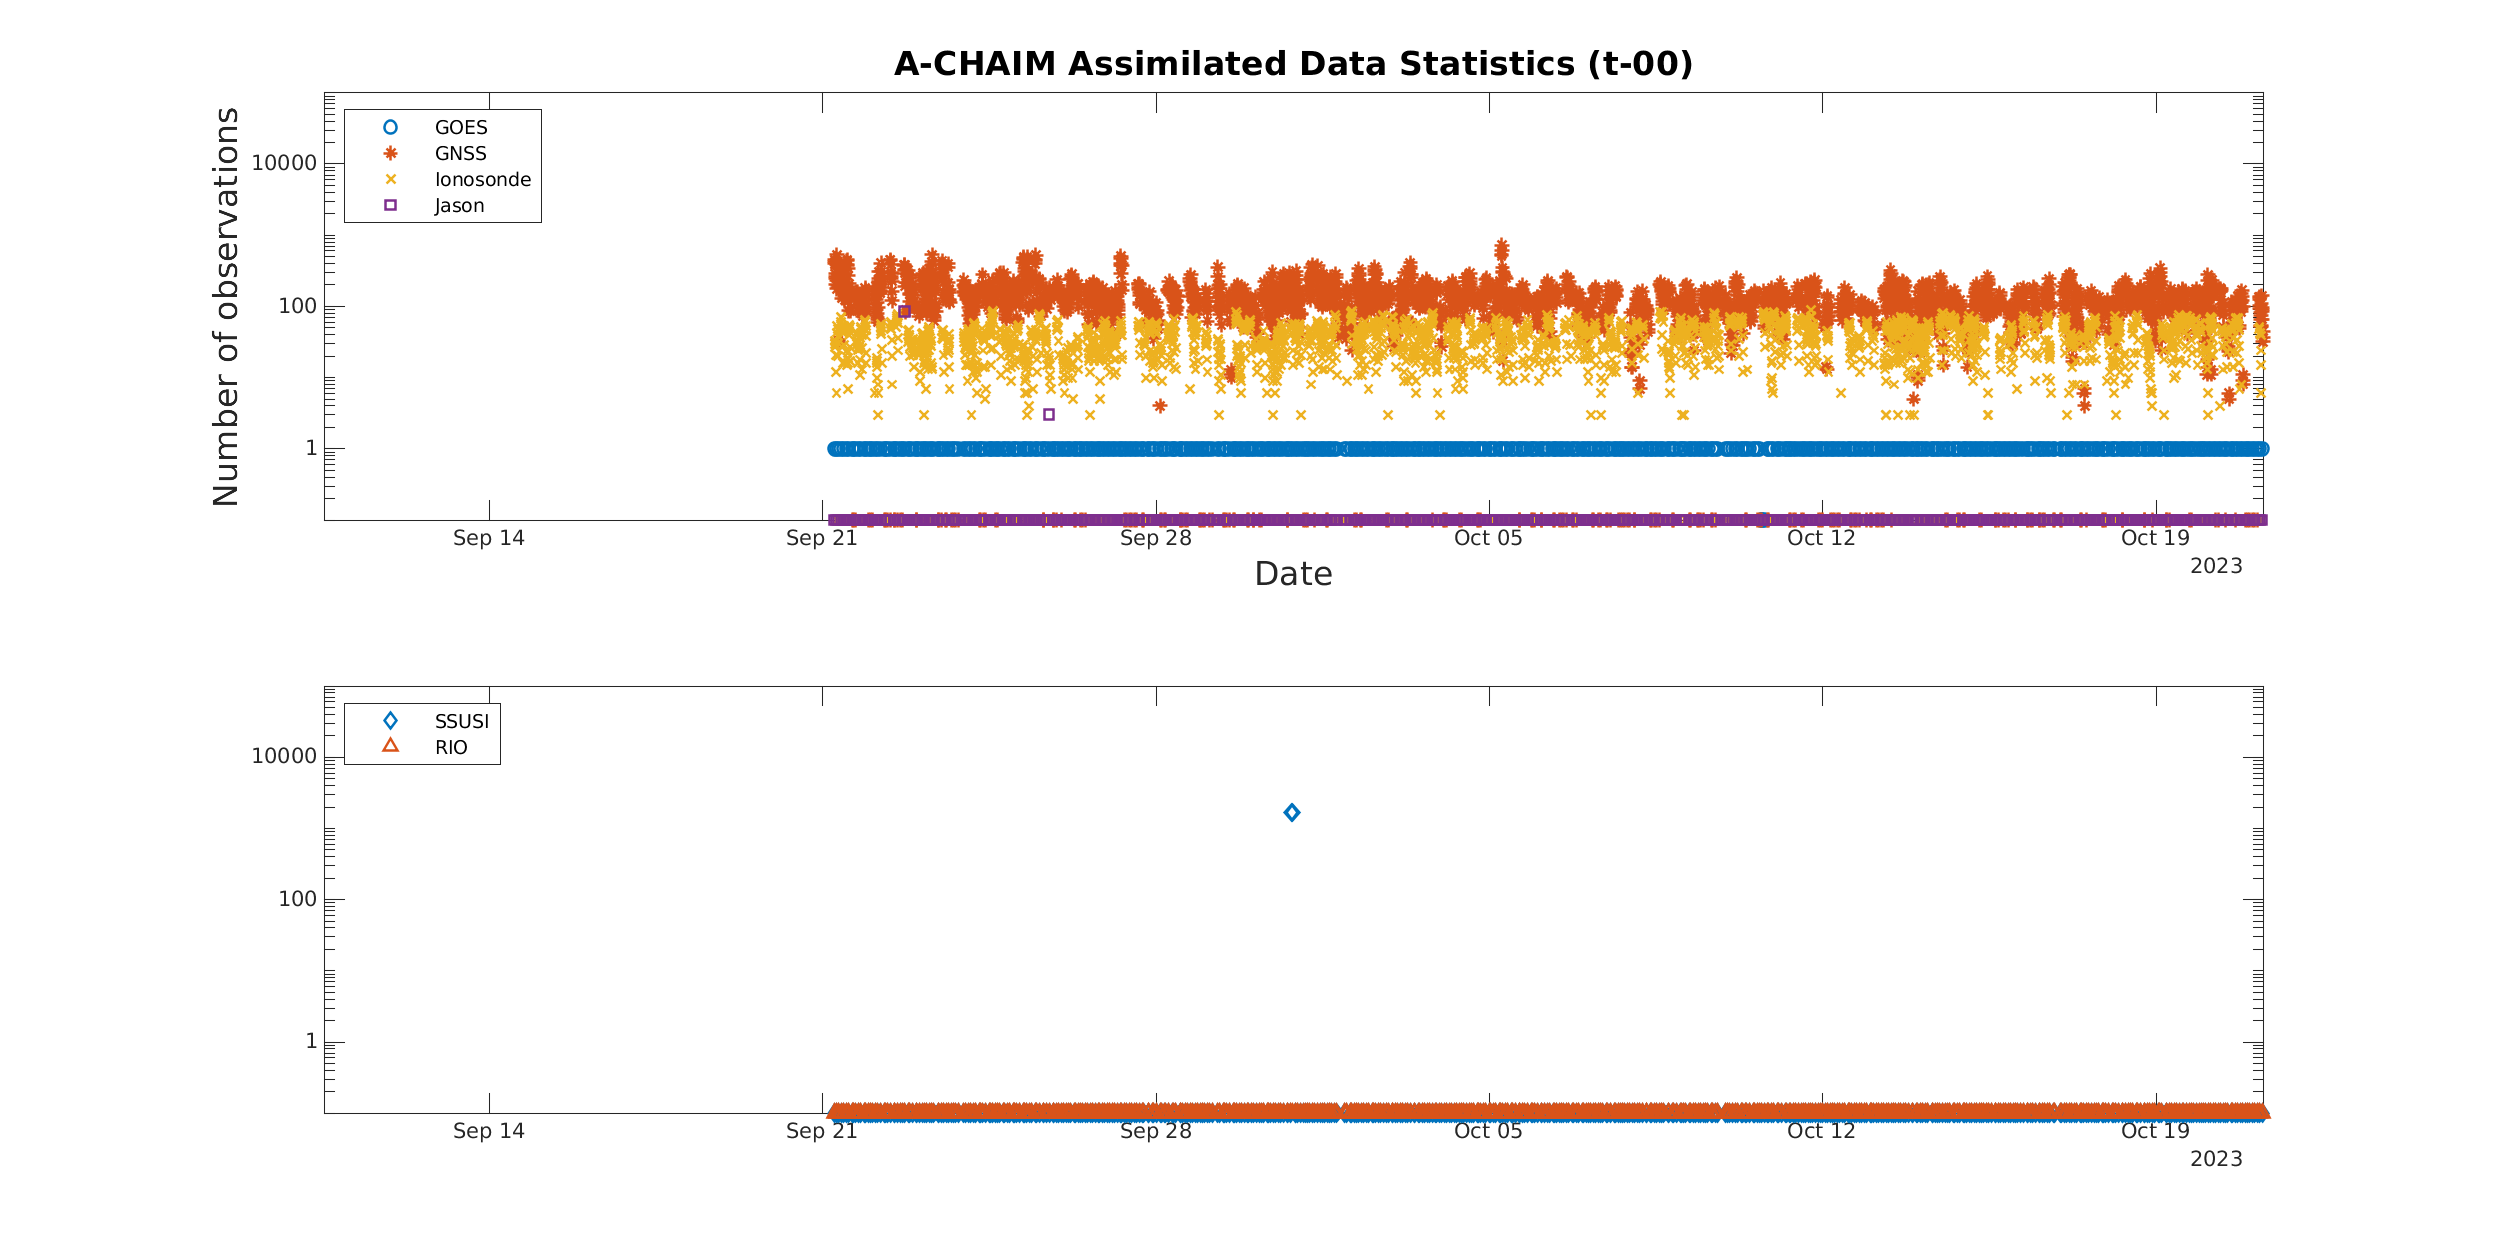 A-CHAIM Assimilated Data Statistics (t-00)
Number of observations
GOES
GNSS
Ionosonde
Jason
10000
100
1
Sep 14
Sep 21
Sep 28
Oct 05
Oct 12
Oct 19
2023
Date
SSUSI
RIO
10000
100
1
Sep 14
Sep 21
Sep 28
Oct 05
Oct 12
Oct 19
2023